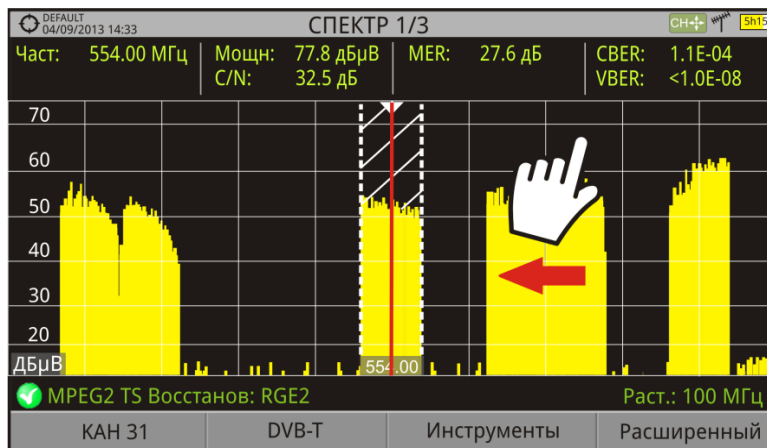 DEFAULT
04/09/2013 14:33
СПЕКТР 1/3
CH
5h15
Част: 554.00 МГц
Мощн: 77.8 дБµВ
MER: 27.6 дБ
CBER: 1.1E-04
C/N: 32.5 дБ
VBER: <1.0E-08
70
60
50
40
30
20
ДБµВ
554.00
MPEG2 TS Восстанов: RGE2
Раст.: 100 МГц
КАН 31
DVB-T
Инструменты
Расширенный